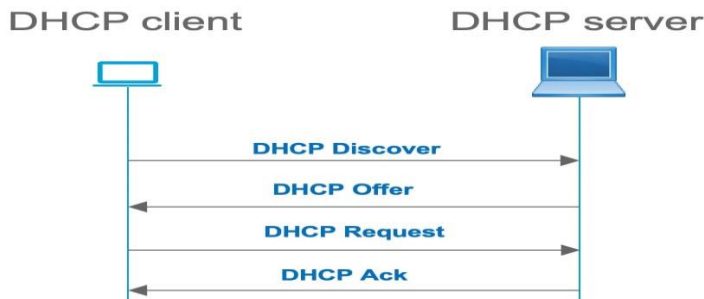 DHCP client
DHCP server
DHCP Discover
DHCP Offer
DHCP Request
DHCP Ack